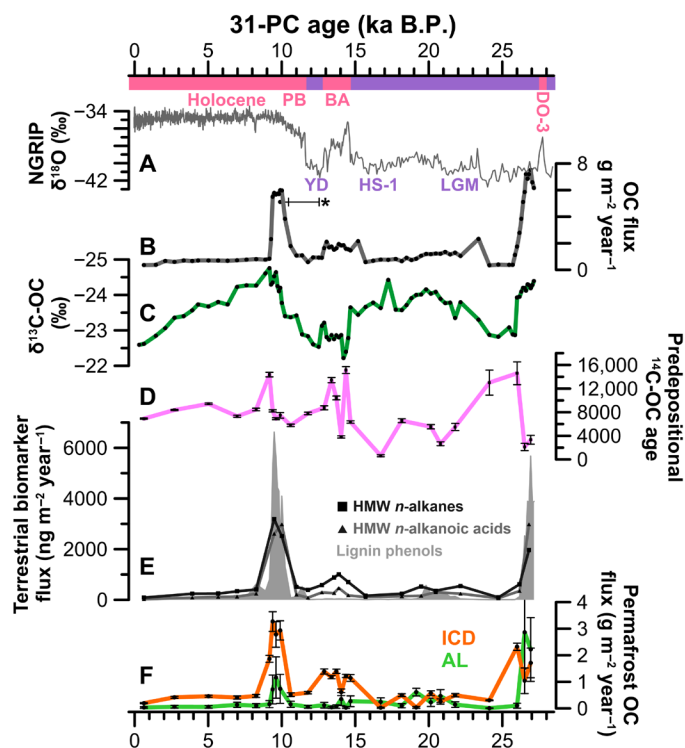 31-PC age (ka B.P.)
0 5 10 15 20 25
Holocene PB BA DO-3
NGRIP
δ¹⁸O (‰)
−34
−42
A
YD HS-1 LGM
OC flux
g m⁻² year⁻¹
8
6
4
2
0
B
*
δ¹³C-OC
(‰)
−25
−24
−23
−22
C
Predepositional
¹⁴C-OC age
16,000
12,000
8000
4000
0
D
Terrestrial biomarker
flux (ng m⁻² year⁻¹)
6000
4000
2000
0
E
HMW n-alkanes
HMW n-alkanoic acids
Lignin phenols
Permafrost OC
flux (g m⁻² year⁻¹)
4
3
2
1
0
F
ICD
AL
0 5 10 15 20 25